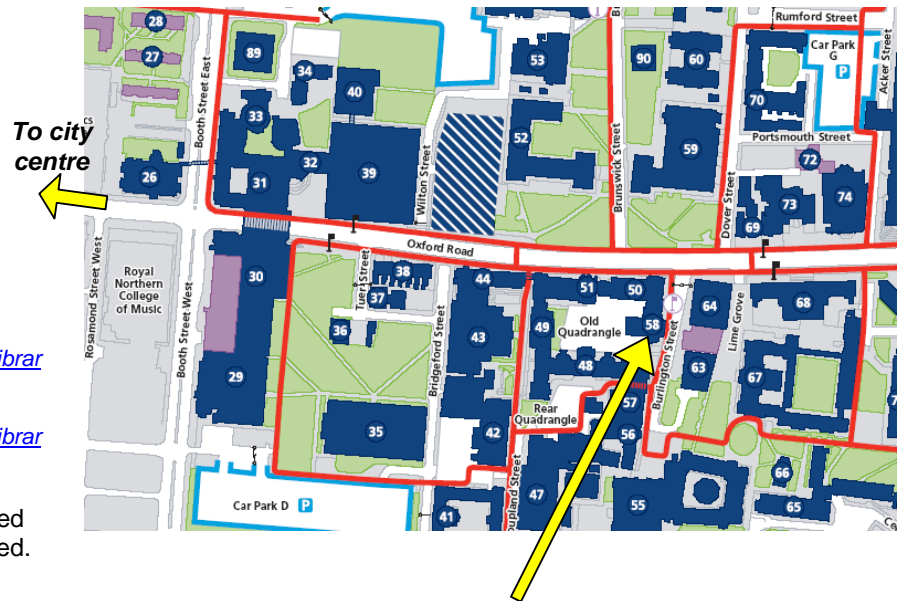 28
27
89
34
40
53
90
60
Rumford Street
Car Park
G
P
Acker Street
70
To city
centre
Booth Street East
33
52
59
Portsmouth Street
26
31
32
39
Wilton Street
Brunswick Street
Dover Street
72
69
73
74
Oxford Road
Rosamond Street West
Royal
Northern
College
of Music
Booth Street West
30
38
37
36
44
51
50
64
68
Bridgeford Street
43
49
Old
Quadrangle
58
Burlington Street
Lime Grove
48
63
67
29
35
42
Rear
Quadrangle
57
56
Car Park D
P
41
47
55
66
65
ibrar
ibrar
ed
ed.